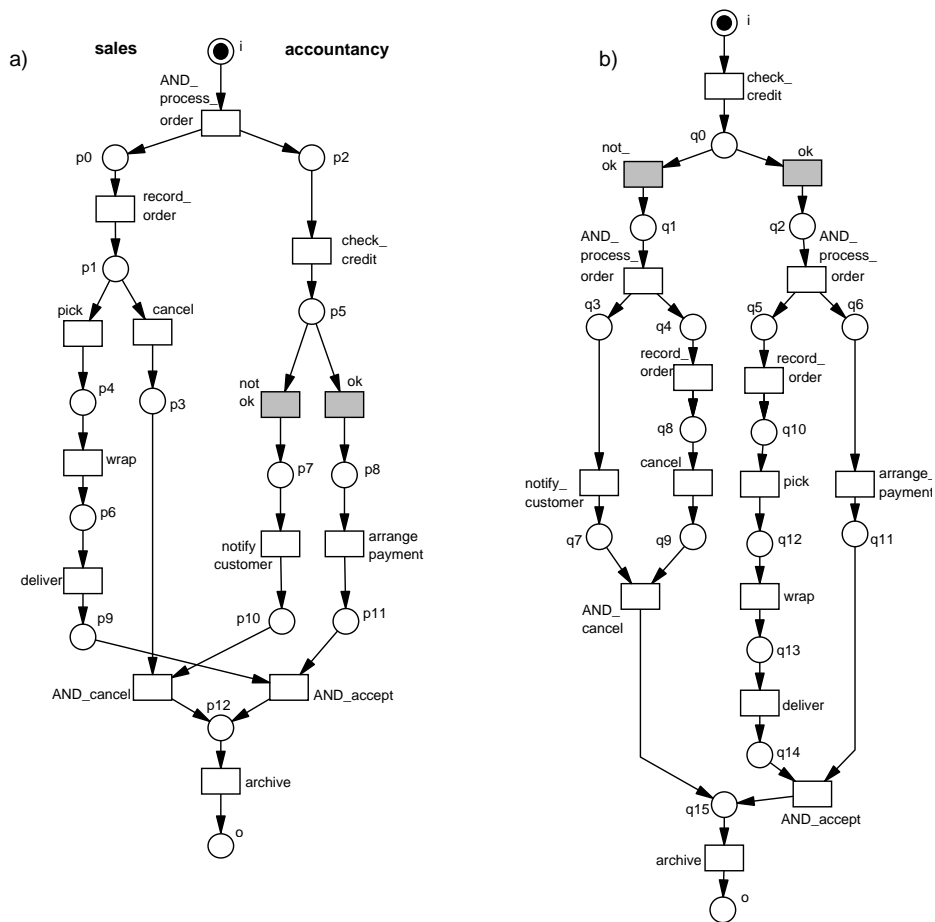 a)
sales
accountancy
i
AND_
process_
order
p0
p2
record_
order
check_
credit
p1
pick
cancel
p5
p4
p3
not
ok
ok
wrap
p7
p8
p6
notify
customer
arrange
payment
deliver
p9
p10
p11
AND_cancel
AND_accept
p12
archive
o
b)
i
check_
credit
q0
not_
ok
ok
q1
q2
AND_
process_
order
AND_
process_
order
q3
q4
q5
q6
record_
order
record_
order
q8
q10
cancel
notify_
customer
pick
arrange_
payment
q7
q9
q12
q11
AND_
cancel
wrap
q13
deliver
q14
q15
AND_accept
archive
o